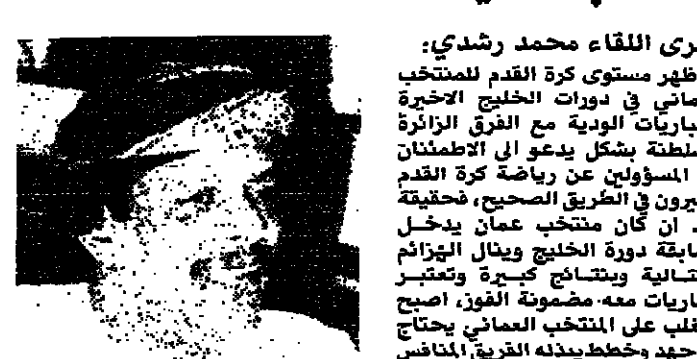 رى اللقاء محمد رشدي:
ظهر مستوى كرة القدم للمنتخب
ماني في دورات الخليج الاخيرة
باريات الودية مع الفرق الزائرة
سلطنة بشكل يدعو الى الاطمئنان
المسؤولين عن رياضة كرة القدم
يرون في الطريق الصحيح، فحقيقة
ان كان منتخب عمان يدخل
ابقة دورة الخليج وينال الهزائم
تالية وبنتائج كبيرة وتعتبر
باريات معه مضمونة الفوز، اصبح
غلب على المنتخب العماني يحتاج
جهد وخطط يبذله الفريق المنافس